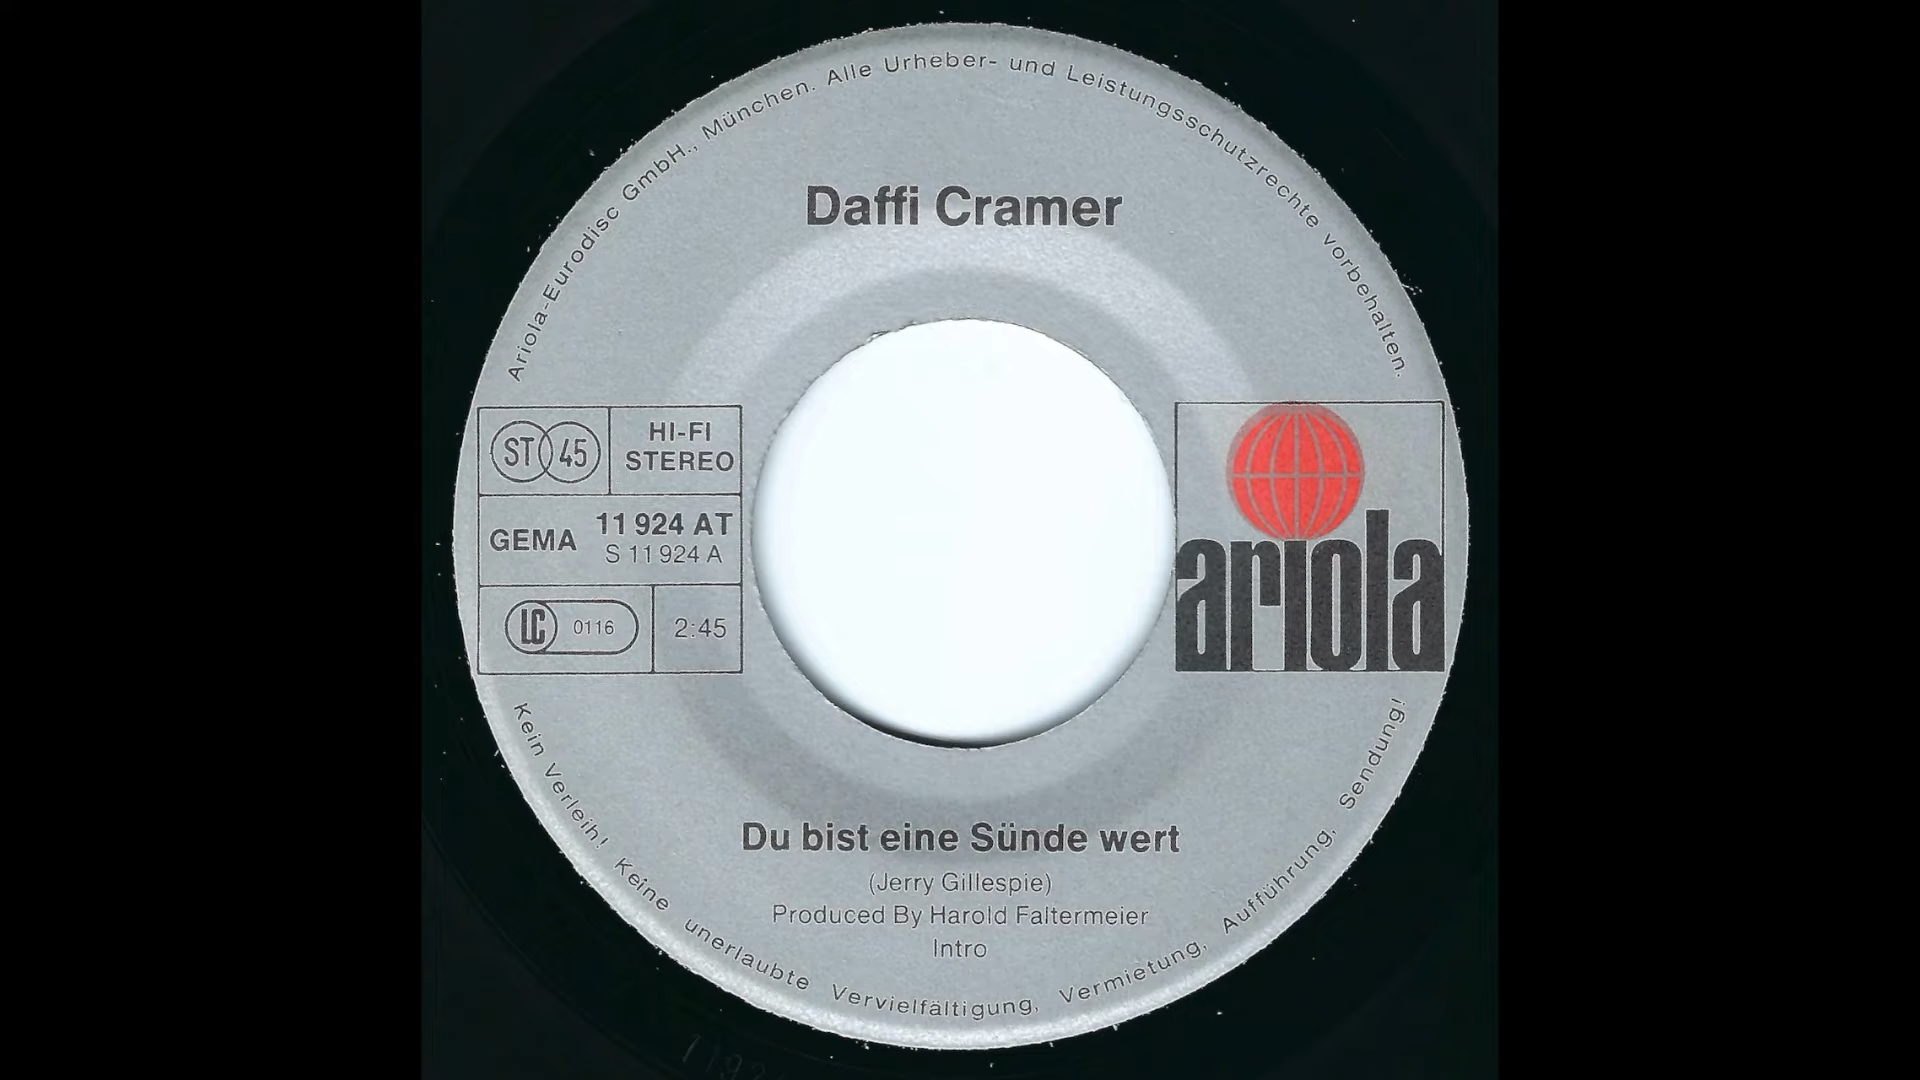 Ariola-Eurodisc GmbH., München. Alle Urheber- und Leistungsschutzrechte vorbehalten.
Daffi Cramer
ST 45
HI-FI
STEREO
GEMA
11 924 AT
S 11 924 A
LC 0116
2:45
ariola
Du bist eine Sünde wert
(Jerry Gillespie)
Produced By Harold Faltermeier
Intro
Kein Verleih! Keine unerlaubte Vervielfältigung, Vermietung, Aufführung, Sendung!